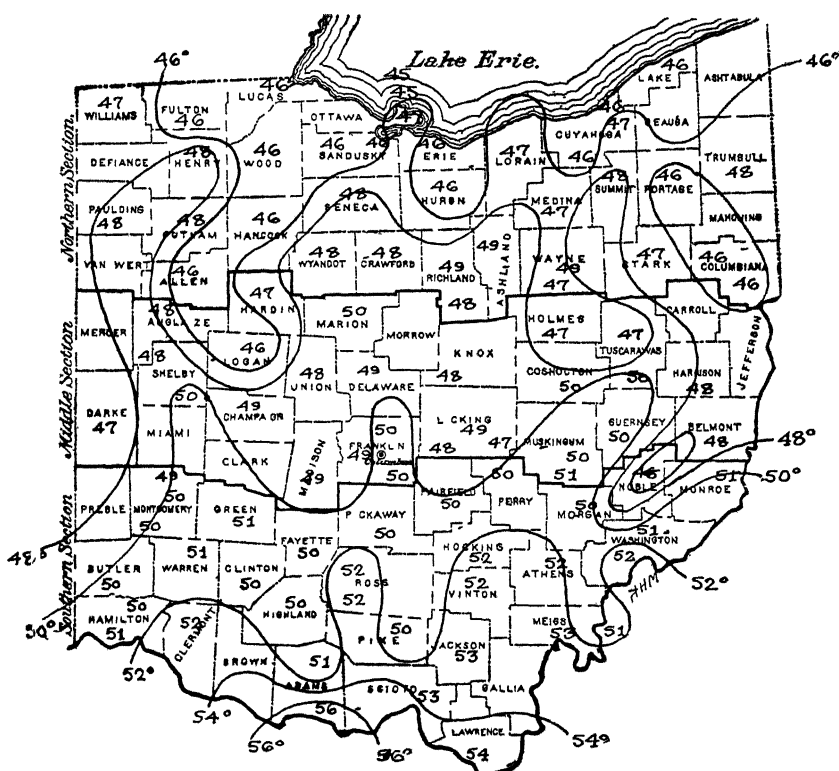 Lake Erie.
46°
46°
45
45
47
46
LAKE
ASHTABULA
47
WILLIAMS
FULTON
46
46
LUCAS
OTTAWA
46
47
GEAUGA
DEFIANCE
48
HENRY
46
WOOD
46
SANDUSKY
46
ERIE
47
LORAIN
CUYAHOGA
46
TRUMBULL
48
Northern Section.
PAULDING
48
48
PUTNAM
46
HANCOCK
48
SENECA
46
HURON
MEDINA
47
48
SUMMIT
46
PORTAGE
MAHONING
VAN WERT
46
ALLEN
48
WYANDOT
48
CRAWFORD
49
RICHLAND
48
49
ASHLAND
WAYNE
49
47
47
STARK
46
COLUMBIANA
46
MERCER
48
AUGLAIZE
47
HARDIN
50
MARION
MORROW
KNOX
48
HOLMES
47
47
TUSCARAWAS
CARROLL
JEFFERSON
Middle Section
48
SHELBY
46
LOGAN
48
UNION
49
DELAWARE
COSHOCTON
50
50
HARRISON
48
DARKE
47
50
MIAMI
49
CHAMPAIGN
CLARK
MADISON
49
50
FRANKLIN
49
Columbus
50
LICKING
49
48
47
MUSKINGUM
51
GUERNSEY
50
BELMONT
48
48°
Southern Section
PREBLE
49
50
MONTGOMERY
50
GREEN
51
FAYETTE
50
PICKAWAY
50
FAIRFIELD
50
50
PERRY
MORGAN
50
46
NOBLE
51
MONROE
50°
48°
BUTLER
50
51
WARREN
CLINTON
50
52
ROSS
52
HOCKING
52
52
VINTON
ATHENS
51
WASHINGTON
52
52°
AHM
50°
HAMILTON
51
50
52
CLERMONT
50
HIGHLAND
50
PIKE
JACKSON
53
MEIGS
53
51
52°
BROWN
51
ADAMS
SCIOTO
53
GALLIA
54°
56
56°
56°
LAWRENCE
54
54°